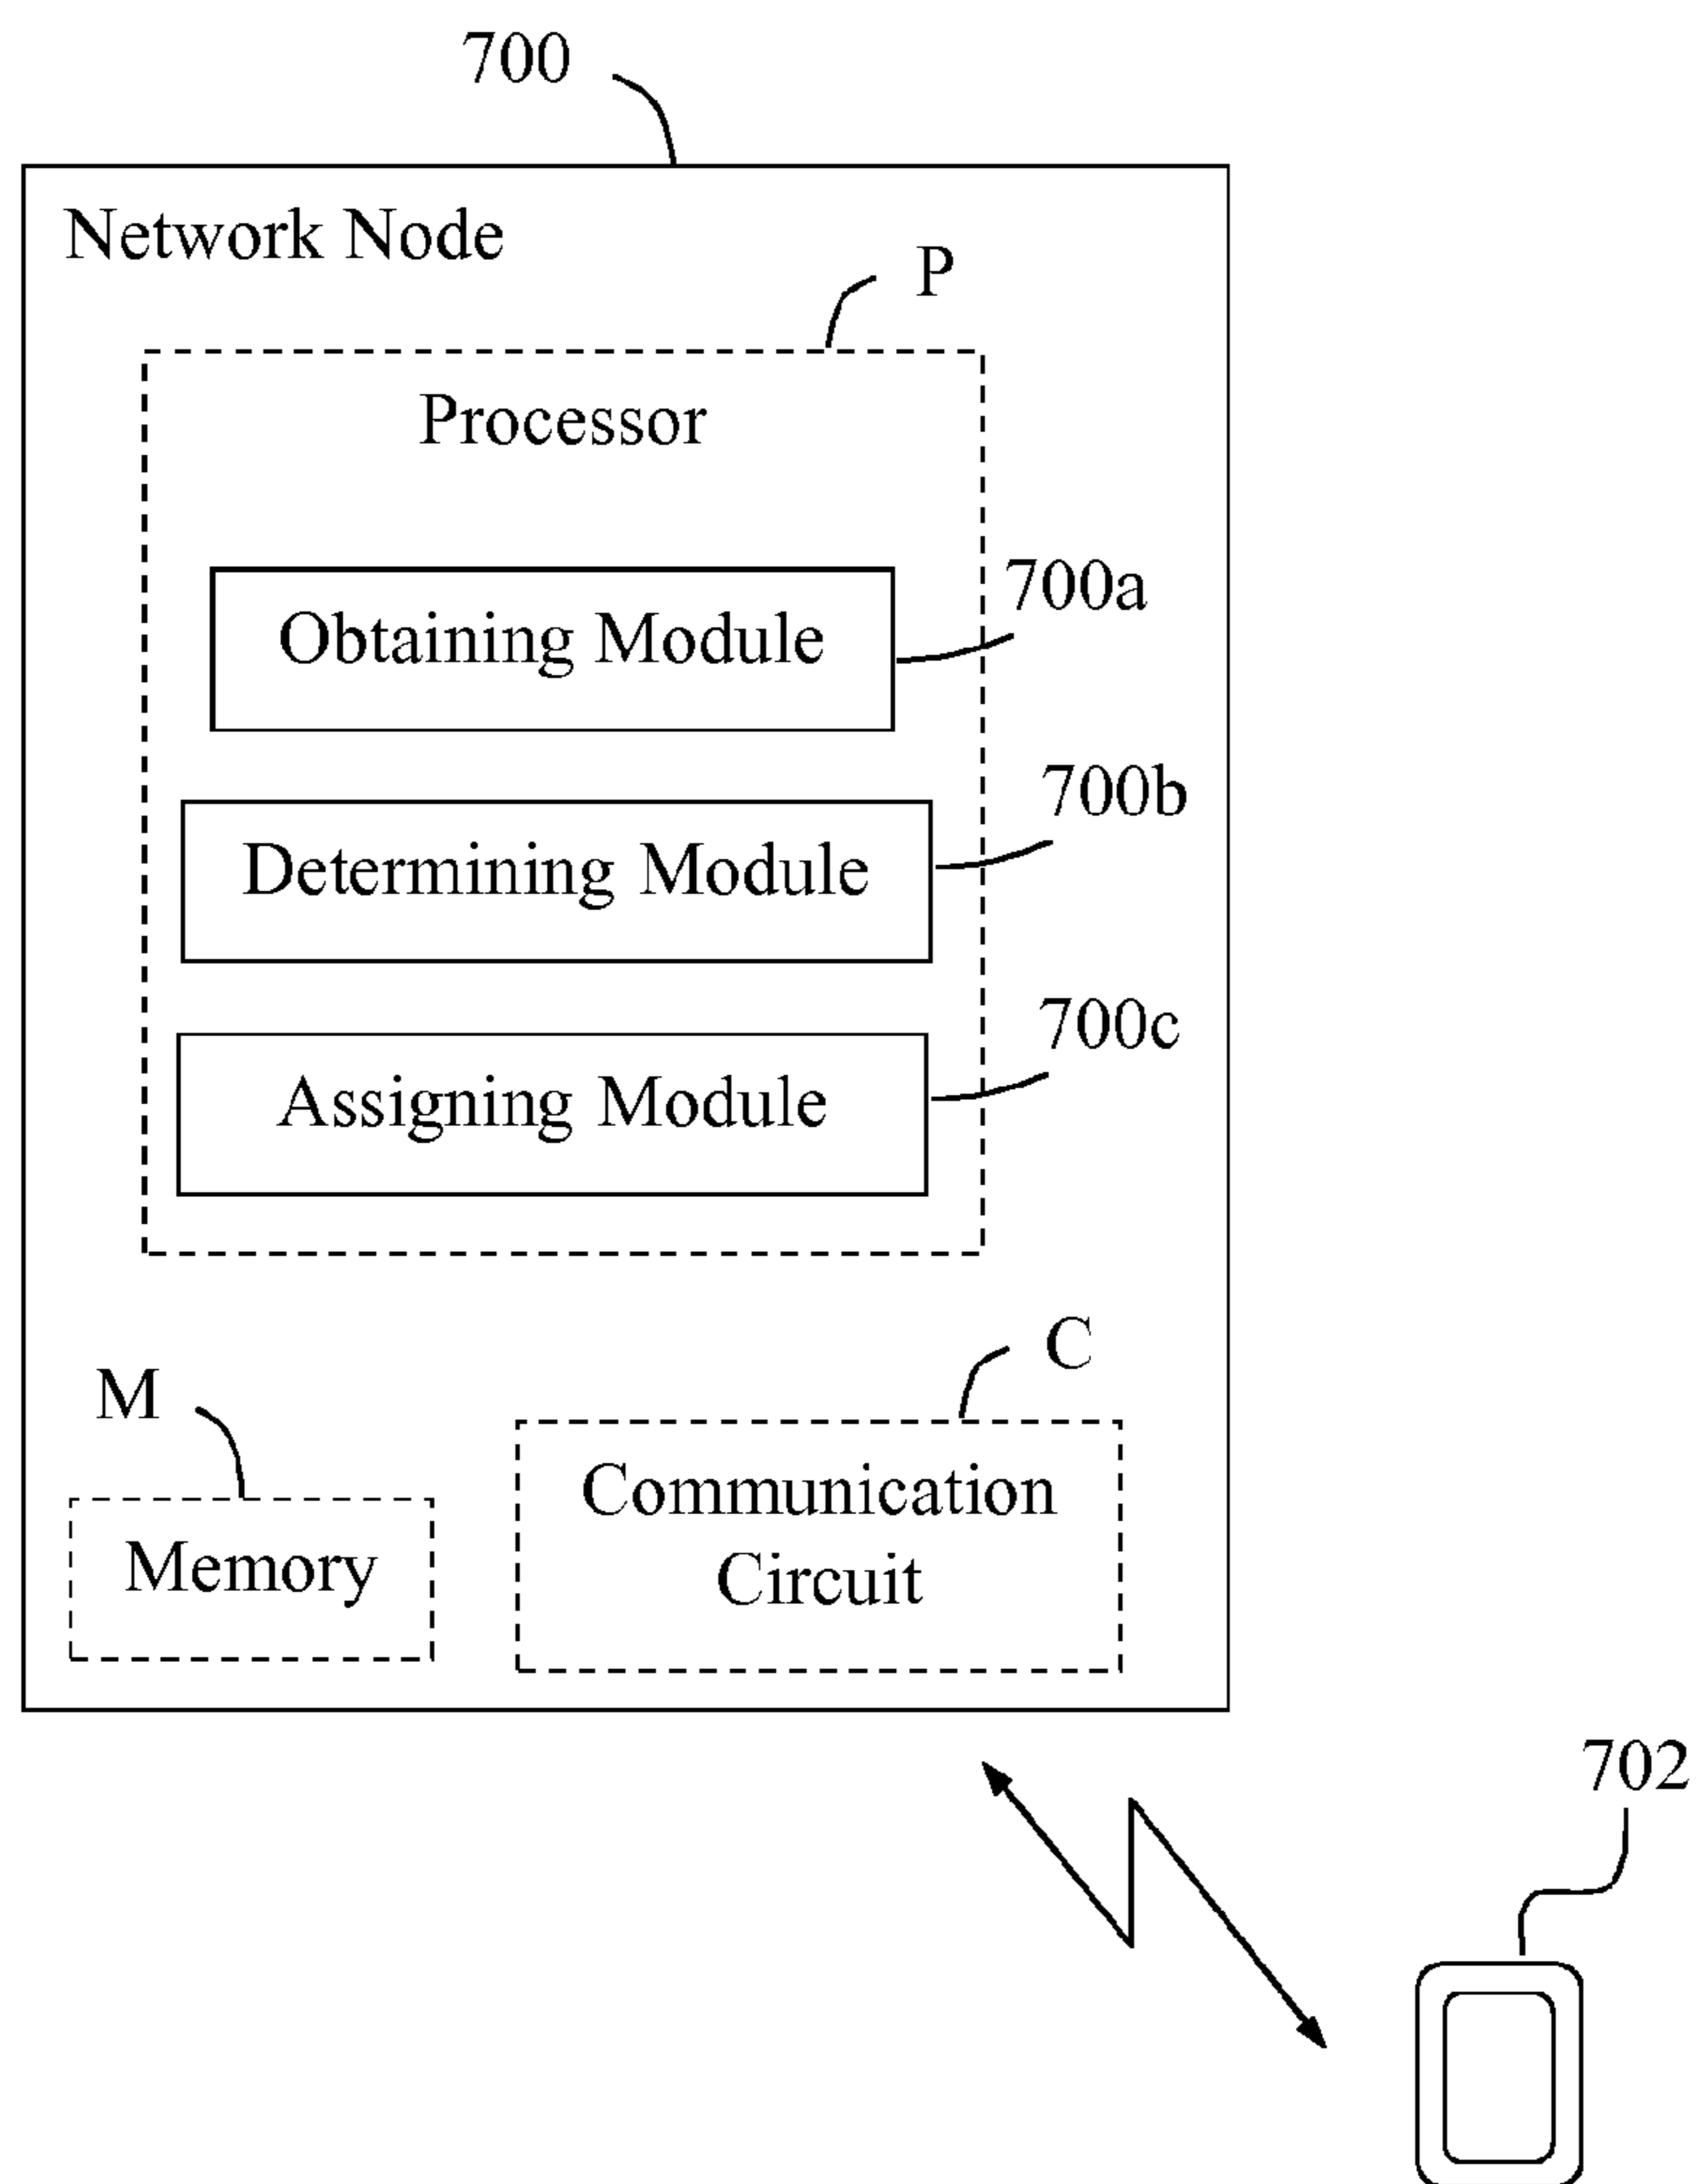 700
Network Node
P
Processor
700a
Obtaining Module
700b
Determining Module
700c
Assigning Module
C
M
Communication
Circuit
Memory
702